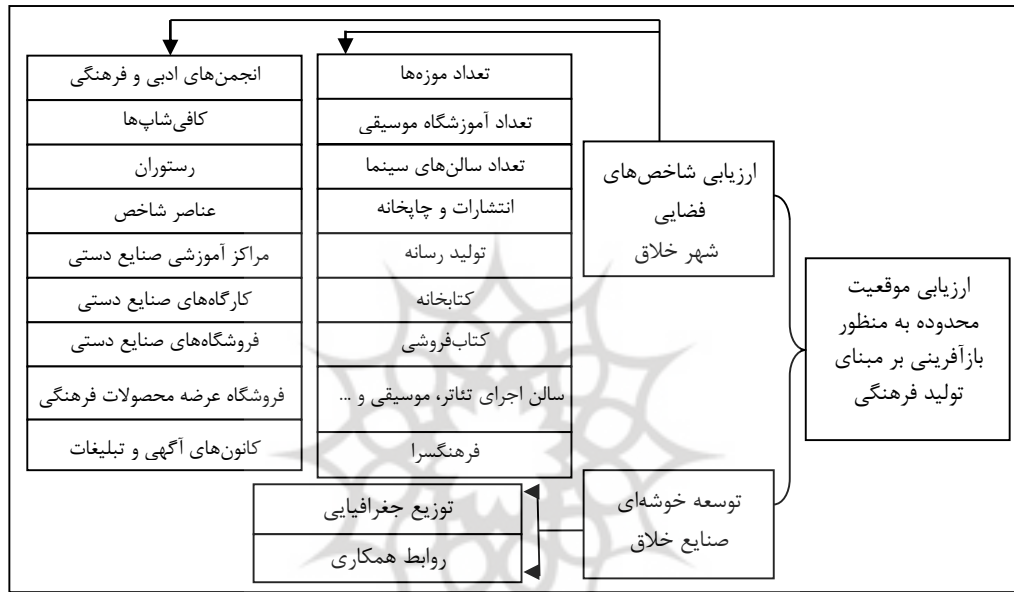 ارزیابی موقعیت
محدوده به منظور
بازآفرینی بر مبنای
تولید فرهنگی
ارزیابی شاخص‌های
فضایی
شهر خلاق
تعداد موزه‌ها
تعداد آموزشگاه موسیقی
تعداد سالن‌های سینما
انتشارات و چاپخانه
تولید رسانه
کتابخانه
کتاب‌فروشی
سالن اجرای تئاتر، موسیقی و ...
فرهنگسرا
انجمن‌های ادبی و فرهنگی
کافی‌شاپ‌ها
رستوران
عناصر شاخص
مراکز آموزشی صنایع دستی
کارگاه‌های صنایع دستی
فروشگاه‌های صنایع دستی
فروشگاه عرضه محصولات فرهنگی
کانون‌های آگهی و تبلیغات
توسعه خوشه‌ای
صنایع خلاق
توزیع جغرافیایی
روابط همکاری